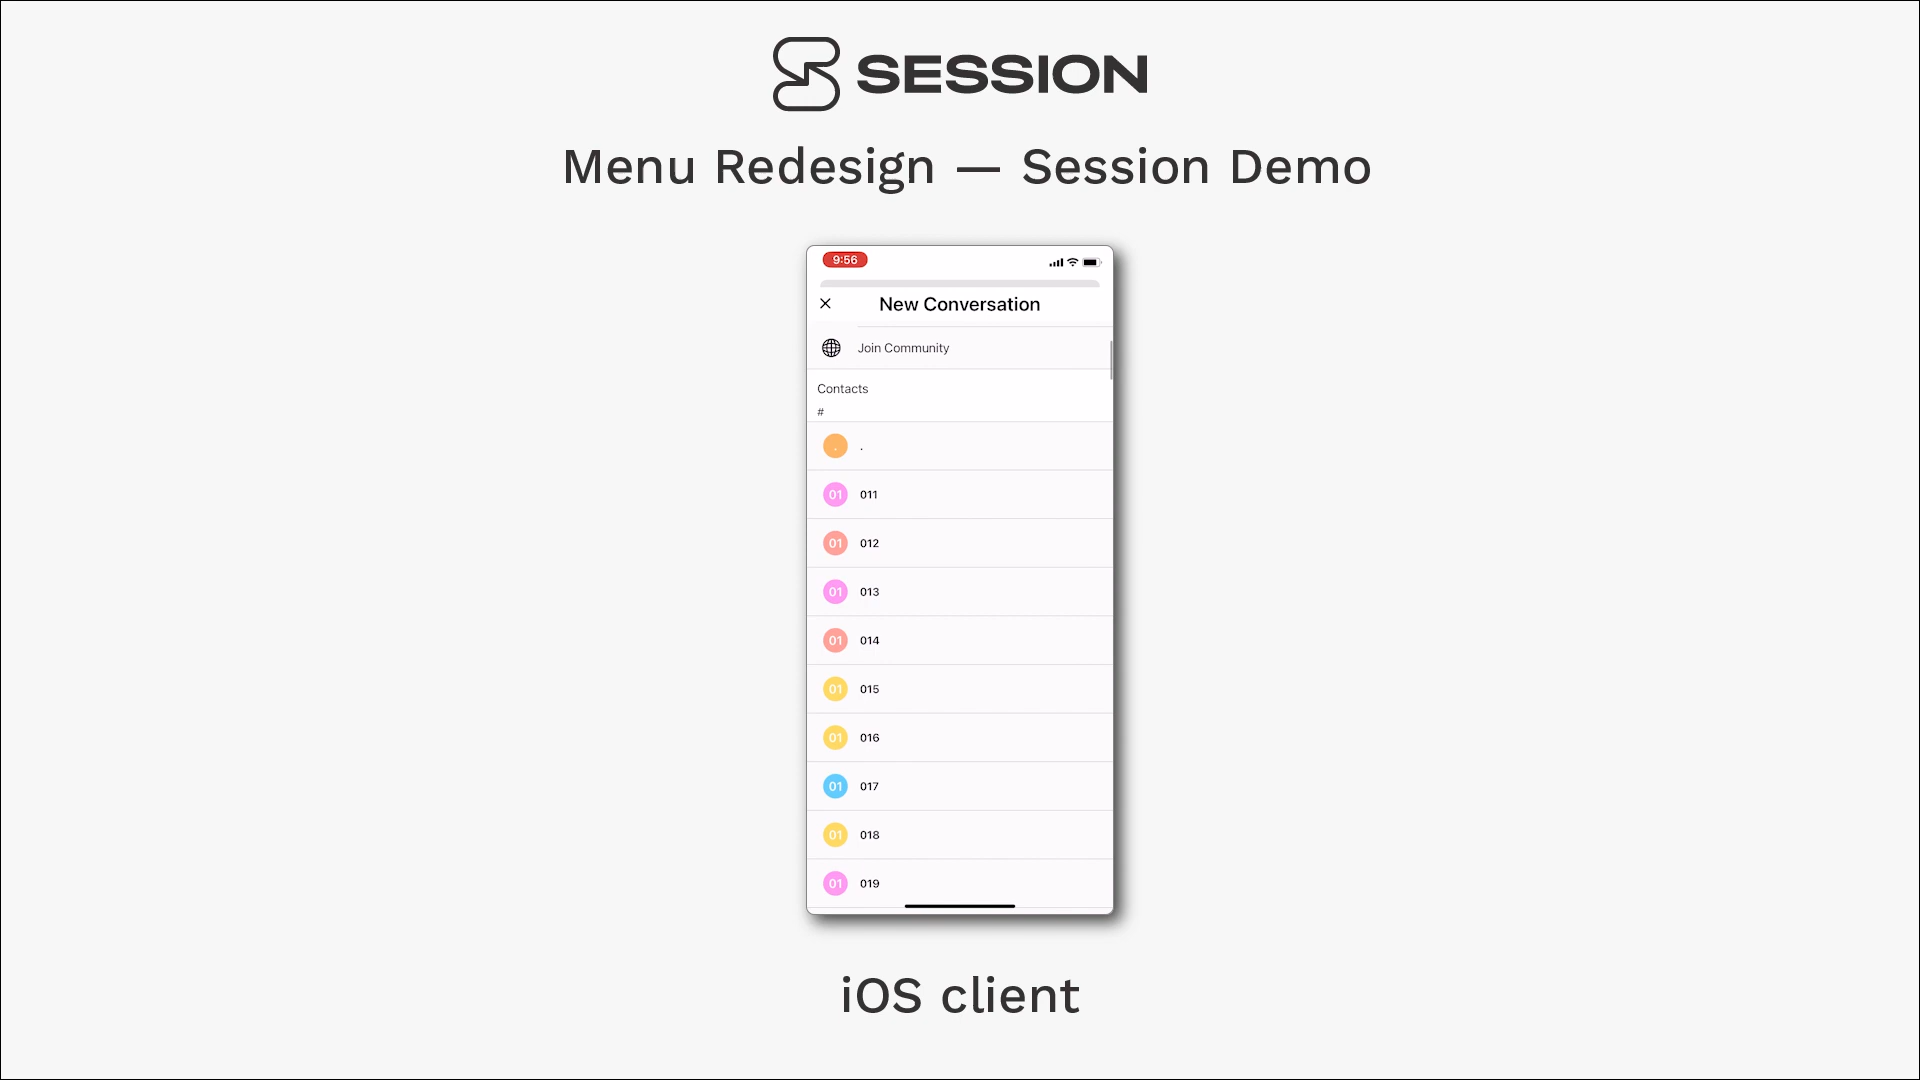 SESSION
Menu Redesign — Session Demo
9:56
New Conversation
Join Community
Contacts
#
. .
01 011
01 012
01 013
01 014
01 015
01 016
01 017
01 018
01 019
iOS client